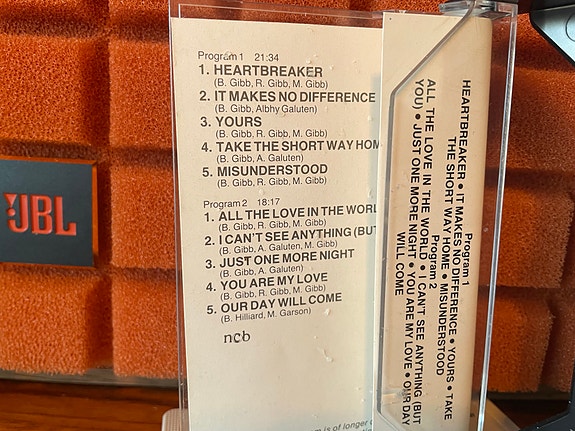 JBL
Program 1 21:34
1. HEARTBREAKER
(B. Gibb, R. Gibb, M. Gibb)
2. IT MAKES NO DIFFERENCE
(B. Gibb, Albhy Galuten)
3. YOURS
(B. Gibb, R. Gibb, M. Gibb)
4. TAKE THE SHORT WAY HOM
(B. Gibb, A. Galuten)
5. MISUNDERSTOOD
(B. Gibb, R. Gibb, M. Gibb)
Program 2 18:17
1. ALL THE LOVE IN THE WORL
(B. Gibb, R. Gibb, M. Gibb)
2. I CAN'T SEE ANYTHING (BUT
(B. Gibb, A. Galuten, M. Gibb)
3. JUST ONE MORE NIGHT
(B. Gibb, A. Galuten)
4. YOU ARE MY LOVE
(B. Gibb, R. Gibb, M. Gibb)
5. OUR DAY WILL COME
(B. Hilliard, M. Garson)
ncb
is of longer
Program 1
HEARTBREAKER • IT MAKES NO DIFFERENCE • YOURS • TAKE
THE SHORT WAY HOME • MISUNDERSTOOD
Program 2
ALL THE LOVE IN THE WORLD • I CAN'T SEE ANYTHING (BUT
YOU) • JUST ONE MORE NIGHT • YOU ARE MY LOVE • OUR DAY
WILL COME